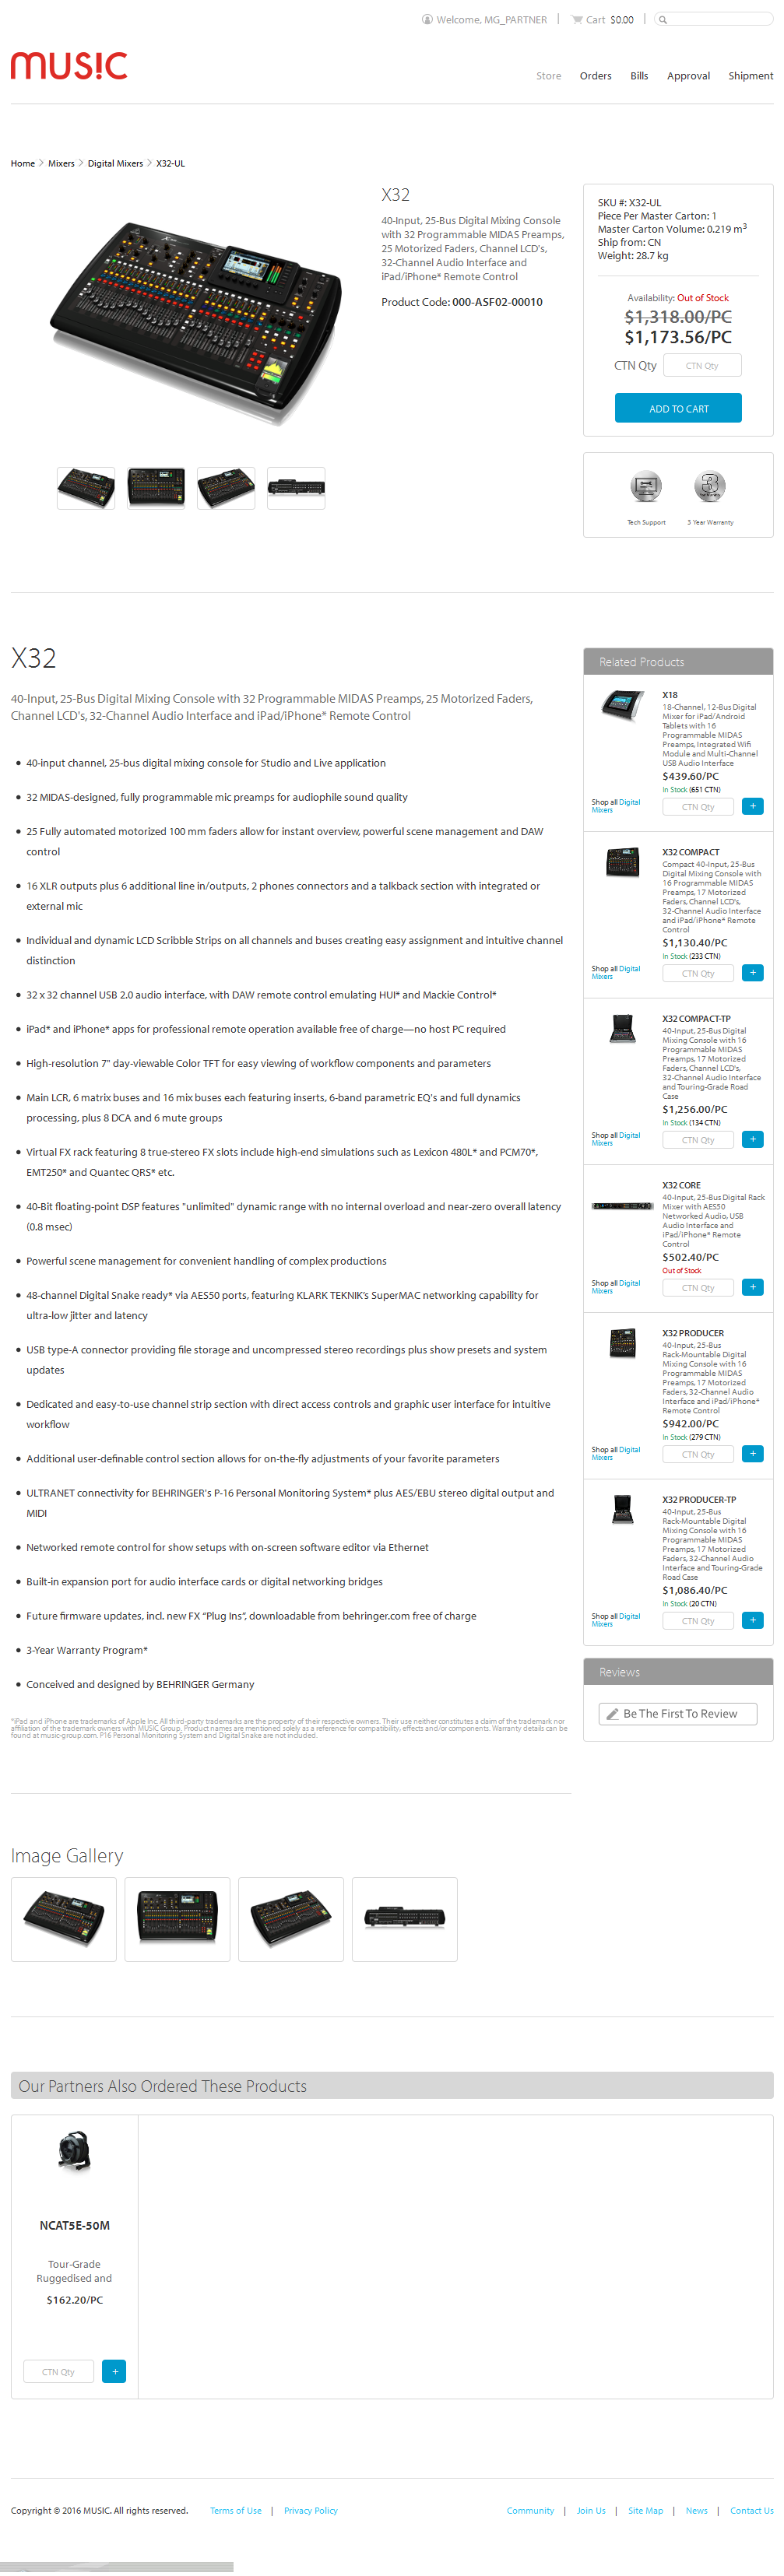 Welcome, MG_PARTNER
Cart $0.00
MUSIC
Store Orders Bills Approval Shipment
Home > Mixers > Digital Mixers > X32-UL
X32
40-Input, 25-Bus Digital Mixing Console
with 32 Programmable MIDAS Preamps,
25 Motorized Faders, Channel LCD's,
32-Channel Audio Interface and
iPad/iPhone* Remote Control
Product Code: 000-ASF02-00010
SKU #: X32-UL
Piece Per Master Carton: 1
Master Carton Volume: 0.219 m3
Ship from: CN
Weight: 28.7 kg
Availability: Out of Stock
$1,318.00/PC
$1,173.56/PC
CTN Qty CTN Qty
ADD TO CART
Tech Support 3 Year Warranty
X32
40-Input, 25-Bus Digital Mixing Console with 32 Programmable MIDAS Preamps, 25 Motorized Faders,
Channel LCD's, 32-Channel Audio Interface and iPad/iPhone* Remote Control
• 40-input channel, 25-bus digital mixing console for Studio and Live application
• 32 MIDAS-designed, fully programmable mic preamps for audiophile sound quality
• 25 Fully automated motorized 100 mm faders allow for instant overview, powerful scene management and DAW
control
• 16 XLR outputs plus 6 additional line in/outputs, 2 phones connectors and a talkback section with integrated or
external mic
• Individual and dynamic LCD Scribble Strips on all channels and buses creating easy assignment and intuitive channel
distinction
• 32 x 32 channel USB 2.0 audio interface, with DAW remote control emulating HUI* and Mackie Control*
• iPad* and iPhone* apps for professional remote operation available free of charge—no host PC required
• High-resolution 7" day-viewable Color TFT for easy viewing of workflow components and parameters
• Main LCR, 6 matrix buses and 16 mix buses each featuring inserts, 6-band parametric EQ's and full dynamics
processing, plus 8 DCA and 6 mute groups
• Virtual FX rack featuring 8 true-stereo FX slots include high-end simulations such as Lexicon 480L* and PCM70*,
EMT250* and Quantec QRS* etc.
• 40-Bit floating-point DSP features "unlimited" dynamic range with no internal overload and near-zero overall latency
(0.8 msec)
• Powerful scene management for convenient handling of complex productions
• 48-channel Digital Snake ready* via AES50 ports, featuring KLARK TEKNIK's SuperMAC networking capability for
ultra-low jitter and latency
• USB type-A connector providing file storage and uncompressed stereo recordings plus show presets and system
updates
• Dedicated and easy-to-use channel strip section with direct access controls and graphic user interface for intuitive
workflow
• Additional user-definable control section allows for on-the-fly adjustments of your favorite parameters
• ULTRANET connectivity for BEHRINGER's P-16 Personal Monitoring System* plus AES/EBU stereo digital output and
MIDI
• Networked remote control for show setups with on-screen software editor via Ethernet
• Built-in expansion port for audio interface cards or digital networking bridges
• Future firmware updates, incl. new FX “Plug Ins”, downloadable from behringer.com free of charge
• 3-Year Warranty Program*
• Conceived and designed by BEHRINGER Germany
*iPad and iPhone are trademarks of Apple Inc. All third-party trademarks are the property of their respective owners. Their use neither constitutes a claim of the trademark nor
affiliation of the trademark owners with MUSIC Group. Product names are mentioned solely as a reference for compatibility, effects and/or components. Warranty details can be
found at music-group.com. P16 Personal Monitoring System and Digital Snake are not included.
Related Products
X18
18-Channel, 12-Bus Digital
Mixer for iPad/Android
Tablets with 16
Programmable MIDAS
Preamps, Integrated Wifi
Module and Multi-Channel
USB Audio Interface
$439.60/PC
In Stock (651 CTN)
Shop all Digital
Mixers
CTN Qty +
X32 COMPACT
Compact 40-Input, 25-Bus
Digital Mixing Console with
16 Programmable MIDAS
Preamps, 17 Motorized
Faders, Channel LCD's,
32-Channel Audio Interface
and iPad/iPhone* Remote
Control
$1,130.40/PC
In Stock (233 CTN)
Shop all Digital
Mixers
CTN Qty +
X32 COMPACT-TP
40-Input, 25-Bus Digital
Mixing Console with 16
Programmable MIDAS
Preamps, 17 Motorized
Faders, Channel LCD's,
32-Channel Audio Interface
and Touring-Grade Road
Case
$1,256.00/PC
In Stock (134 CTN)
Shop all Digital
Mixers
CTN Qty +
X32 CORE
40-Input, 25-Bus Digital Rack
Mixer with AES50
Networked Audio, USB
Audio Interface and
iPad/iPhone* Remote
Control
$502.40/PC
Out of Stock
Shop all Digital
Mixers
CTN Qty +
X32 PRODUCER
40-Input, 25-Bus
Rack-Mountable Digital
Mixing Console with 16
Programmable MIDAS
Preamps, 17 Motorized
Faders, 32-Channel Audio
Interface and iPad/iPhone*
Remote Control
$942.00/PC
In Stock (279 CTN)
Shop all Digital
Mixers
CTN Qty +
X32 PRODUCER-TP
40-Input, 25-Bus
Rack-Mountable Digital
Mixing Console with 16
Programmable MIDAS
Preamps, 17 Motorized
Faders, 32-Channel Audio
Interface and Touring-Grade
Road Case
$1,086.40/PC
In Stock (20 CTN)
Shop all Digital
Mixers
CTN Qty +
Reviews
Be The First To Review
Image Gallery
Our Partners Also Ordered These Products
NCAT5E-50M
Tour-Grade
Ruggedised and
$162.20/PC
CTN Qty +
Copyright © 2016 MUSIC. All rights reserved. Terms of Use | Privacy Policy
Community | Join Us | Site Map | News | Contact Us